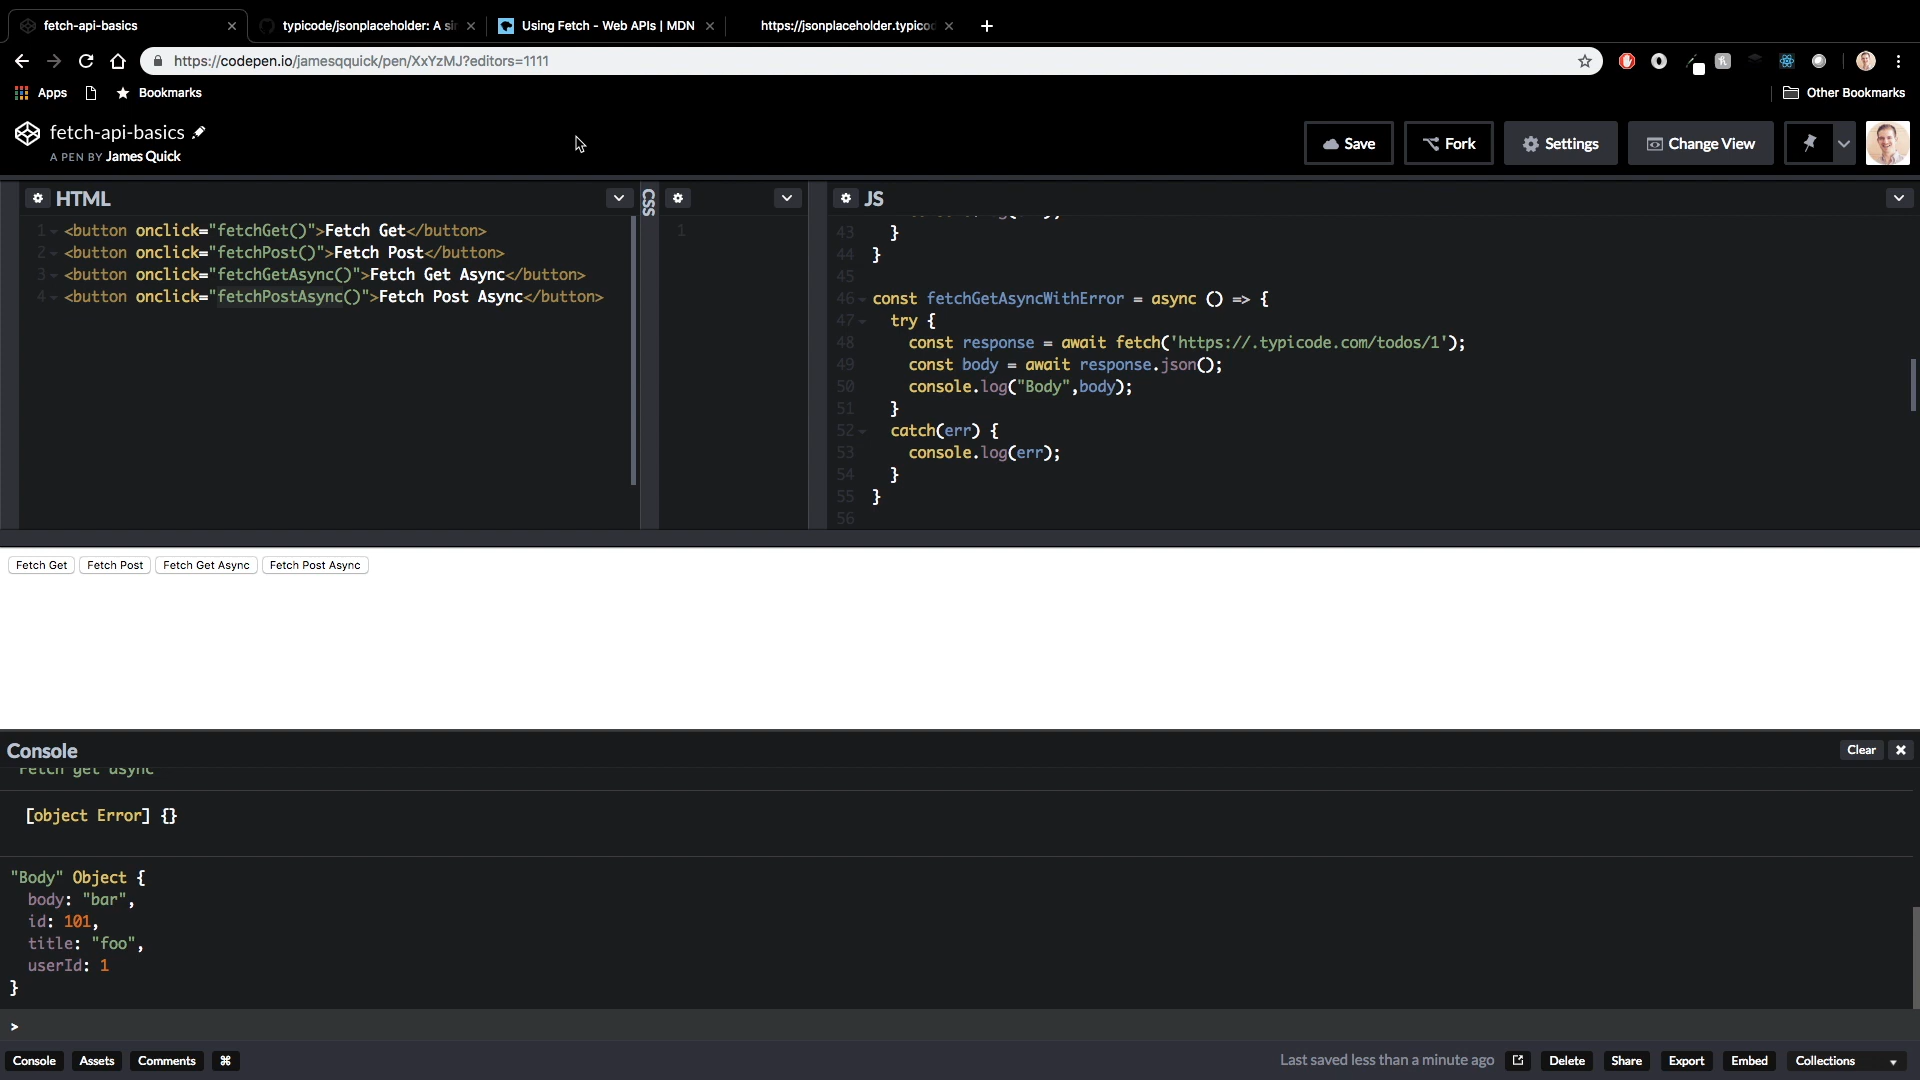 fetch-api-basics
typicode/jsonplaceholder: A si
Using Fetch - Web APIs | MDN
https://jsonplaceholder.typico
https://codepen.io/jamesqquick/pen/XxYzMJ?editors=1111
Apps
Bookmarks
Other Bookmarks
fetch-api-basics
A PEN BY James Quick
Save
Fork
Settings
Change View
HTML
1 <button onclick="fetchGet()">Fetch Get</button>
2 <button onclick="fetchPost()">Fetch Post</button>
3 <button onclick="fetchGetAsync()">Fetch Get Async</button>
4 <button onclick="fetchPostAsync()">Fetch Post Async</button>
CSS
1
JS
43 }
44 }
45
46 const fetchGetAsyncWithError = async () => {
47 try {
48 const response = await fetch('https://.typicode.com/todos/1');
49 const body = await response.json();
50 console.log("Body",body);
51 }
52 catch(err) {
53 console.log(err);
54 }
55 }
56
Fetch Get
Fetch Post
Fetch Get Async
Fetch Post Async
Console
Clear
Fetch get async
[object Error] {}
"Body" Object {
body: "bar",
id: 101,
title: "foo",
userId: 1
}
>
Console
Assets
Comments
⌘
Last saved less than a minute ago
Delete
Share
Export
Embed
Collections